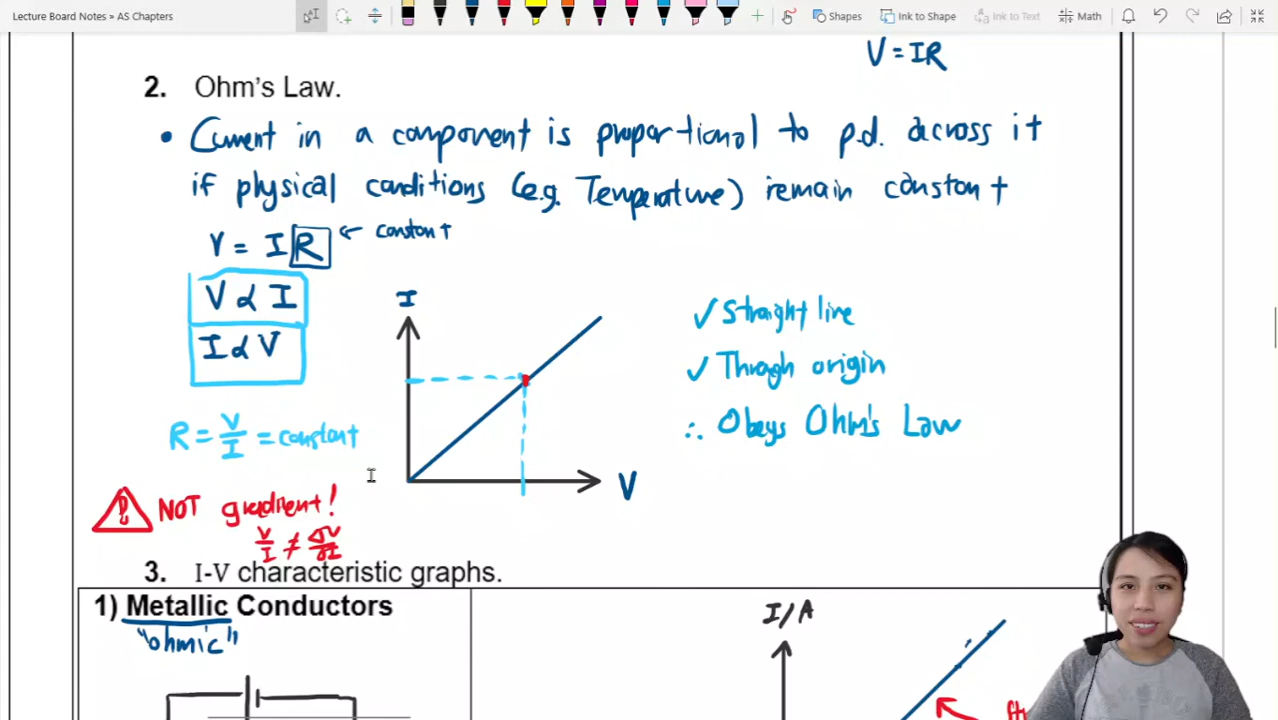 Lecture Board Notes » AS Chapters
Shapes
Ink to Shape
Ink to Text
Math
V = IR
2. Ohm's Law.
• Current in a component is proportional to p.d. across it
if physical conditions (e.g. Temperature) remain constant
V = I R ← constant
V ∝ I
I ∝ V
I
V
✓ Straight line
✓ Through origin
∴ Obeys Ohm's Law
R = V/I = constant
! NOT gradient!
V/I ≠ ΔV/ΔI
3. I-V characteristic graphs.
1) Metallic Conductors
"ohmic"
I/A